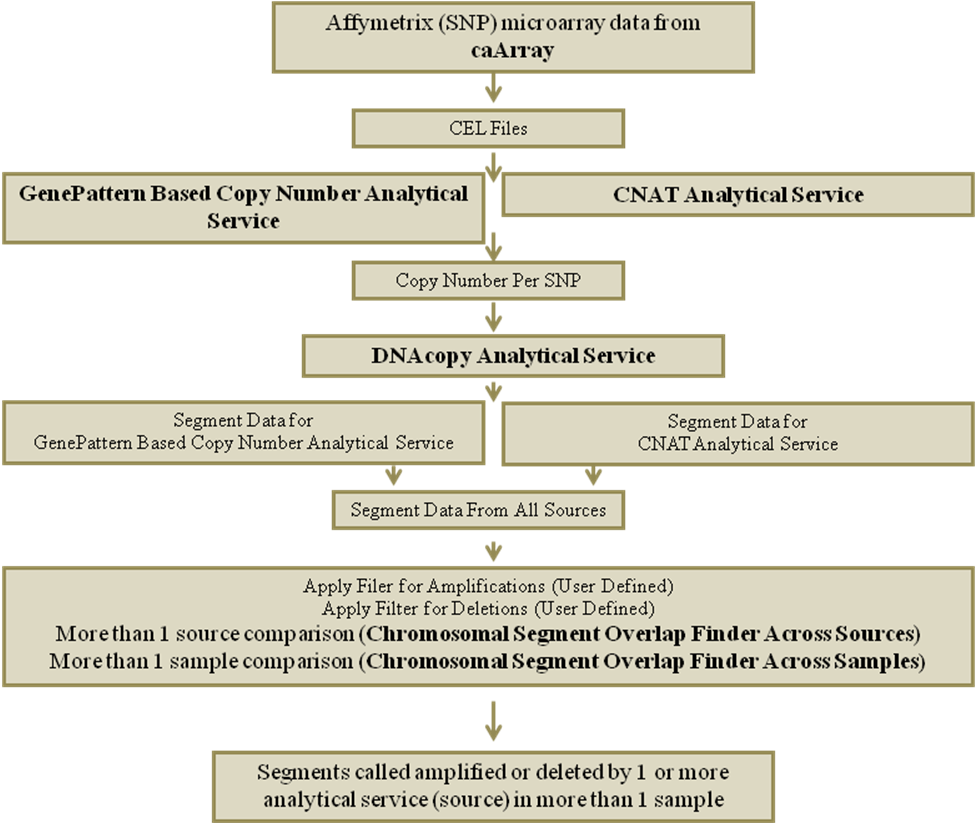 Affymetrix (SNP) microarray data from
caArray
CEL Files
GenePattern Based Copy Number Analytical
Service
CNAT Analytical Service
Copy Number Per SNP
DNAcopy Analytical Service
Segment Data for
GenePattern Based Copy Number Analytical Service
Segment Data for
CNAT Analytical Service
Segment Data From All Sources
Apply Filer for Amplifications (User Defined)
Apply Filter for Deletions (User Defined)
More than 1 source comparison (Chromosomal Segment Overlap Finder Across Sources)
More than 1 sample comparison (Chromosomal Segment Overlap Finder Across Samples)
Segments called amplified or deleted by 1 or more
analytical service (source) in more than 1 sample